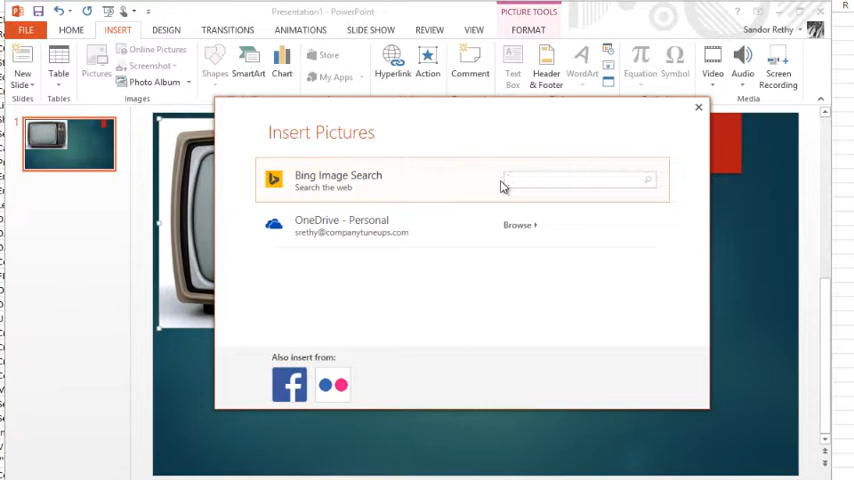 Presentation1 - PowerPoint
PICTURE TOOLS
FILE HOME INSERT DESIGN TRANSITIONS ANIMATIONS SLIDE SHOW REVIEW VIEW FORMAT
Sandor Rethy
R
New Slide
Table
Pictures
Online Pictures
Screenshot
Photo Album
Shapes
SmartArt
Chart
Store
My Apps
Hyperlink
Action
Comment
Text Box
Header & Footer
WordArt
Equation
Symbol
Video
Audio
Screen Recording
Slides
Tables
Images
Media
1
Insert Pictures
Bing Image Search
Search the web
OneDrive - Personal
srethy@companytuneups.com
Browse
Also insert from: